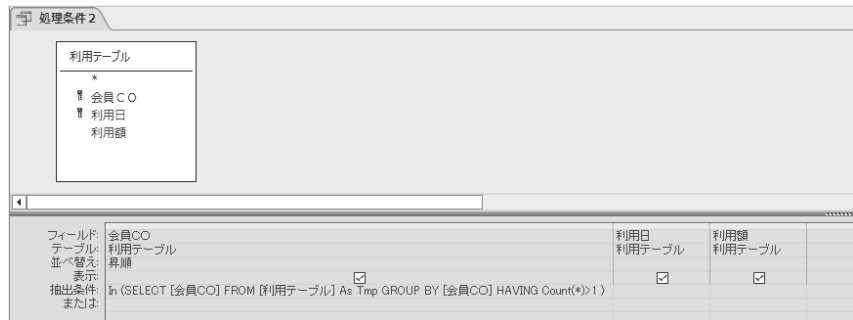 処理条件2
利用テーブル
*
会員CO
利用日
利用額
フィールド: 会員CO 利用日 利用額
テーブル: 利用テーブル 利用テーブル 利用テーブル
並べ替え: 昇順
表示:
抽出条件: In (SELECT [会員CO] FROM [利用テーブル] As Tmp GROUP BY [会員CO] HAVING Count(*)>1 )
または: